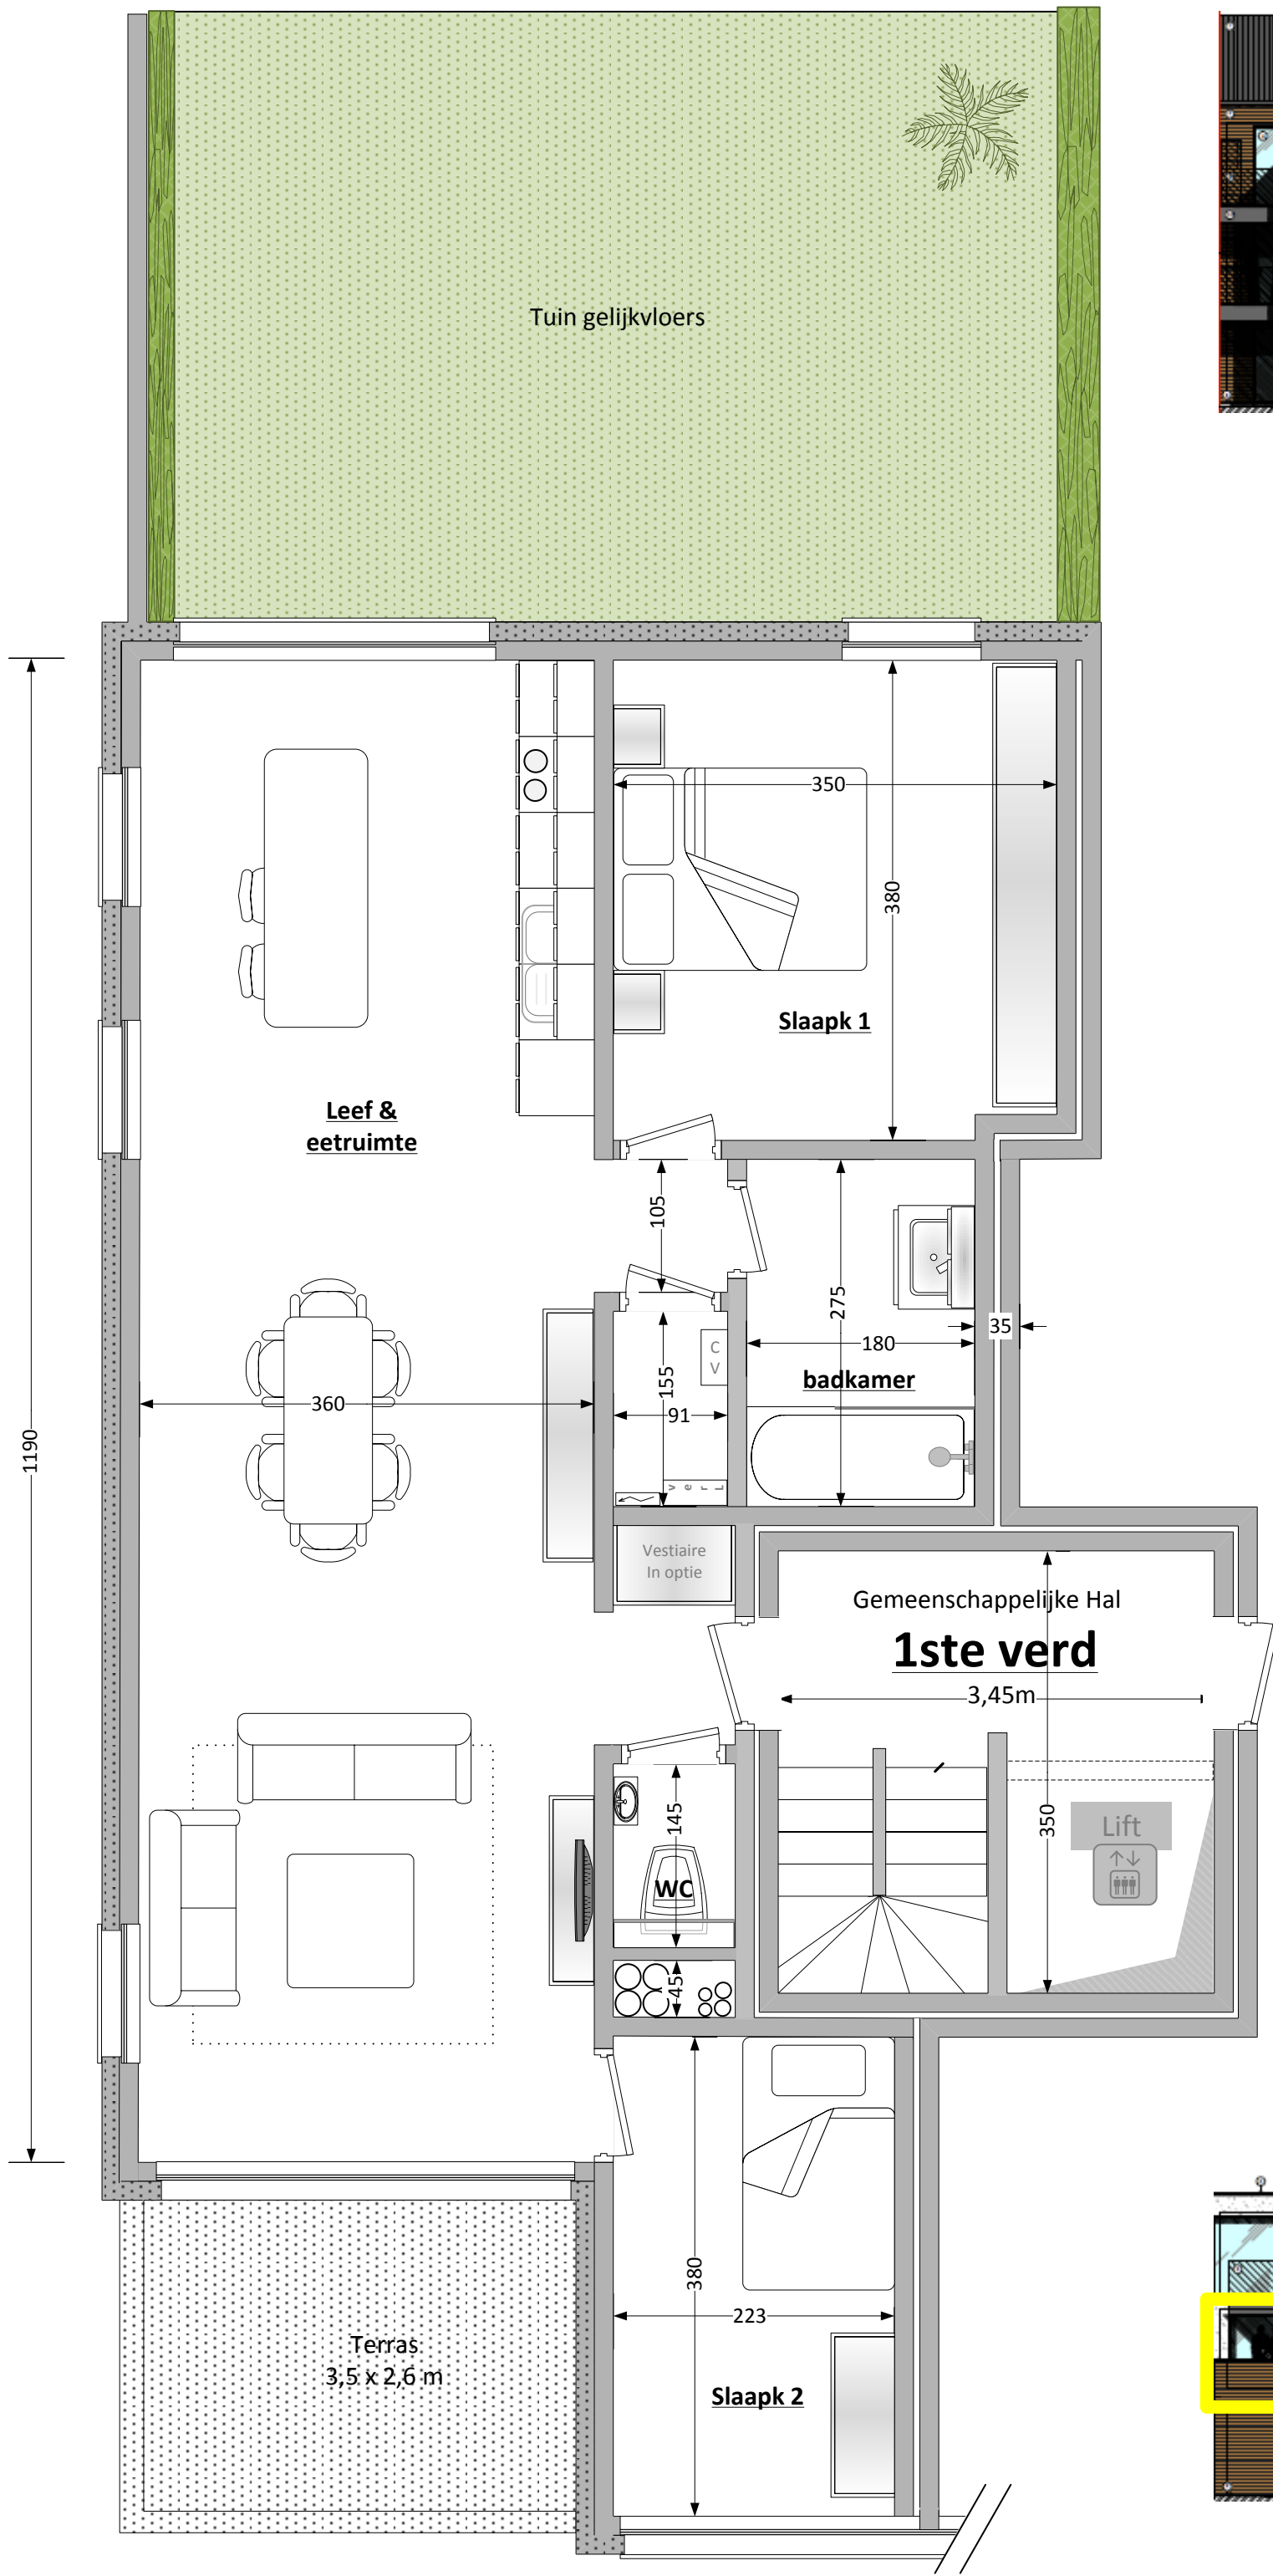 Tuin gelijkvloers
350
380
Slaapk 1
Leef &
eetruimte
105
275
35
180
badkamer
C
V
155
91
360
1190
verL
Vestiaire
In optie
Gemeenschappelijke Hal
1ste verd
3,45m
350
Lift
145
WC
45
380
223
Slaapk 2
Terras
3,5 x 2,6 m